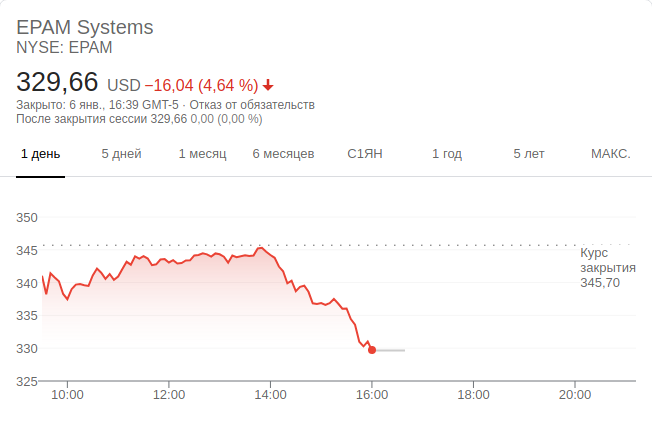 EPAM Systems
NYSE: EPAM
329,66 USD −16,04 (4,64 %)
Закрыто: 6 янв., 16:39 GMT-5 · Отказ от обязательств
После закрытия сессии 329,66 0,00 (0,00 %)
1 день 5 дней 1 месяц 6 месяцев С1ЯН 1 год 5 лет МАКС.
350
345
Курс
закрытия
345,70
340
335
330
325
10:00 12:00 14:00 16:00 18:00 20:00